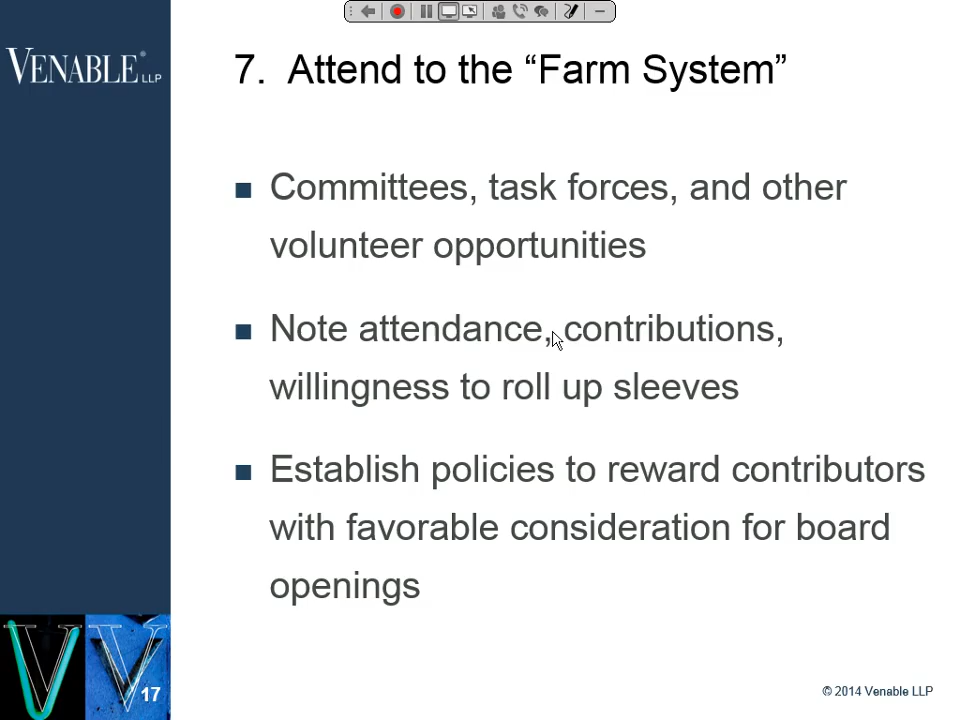 VENABLE® LLP
7. Attend to the “Farm System”
■ Committees, task forces, and other
volunteer opportunities
■ Note attendance, contributions,
willingness to roll up sleeves
■ Establish policies to reward contributors
with favorable consideration for board
openings
17
© 2014 Venable LLP